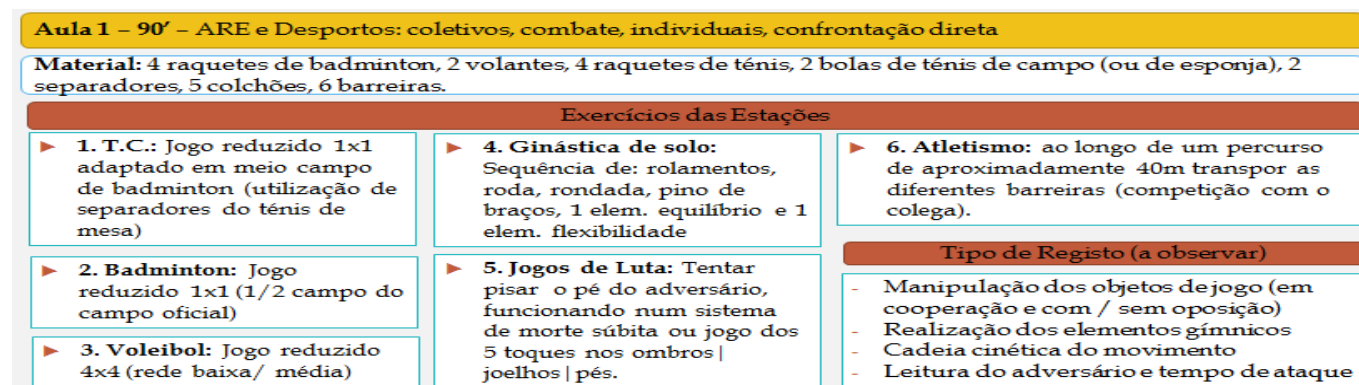 Aula 1 – 90’ – ARE e Desportos: coletivos, combate, individuais, confrontação direta
Material: 4 raquetes de badminton, 2 volantes, 4 raquetes de ténis, 2 bolas de ténis de campo (ou de esponja), 2
separadores, 5 colchões, 6 barreiras.
Exercícios das Estações
► 1. T.C.: Jogo reduzido 1x1
adaptado em meio campo
de badminton (utilização de
separadores do ténis de
mesa)
► 2. Badminton: Jogo
reduzido 1x1 (1/2 campo do
campo oficial)
► 3. Voleibol: Jogo reduzido
4x4 (rede baixa/ média)
► 4. Ginástica de solo:
Sequência de: rolamentos,
roda, rondada, pino de
braços, 1 elem. equilíbrio e 1
elem. flexibilidade
► 5. Jogos de Luta: Tentar
pisar o pé do adversário,
funcionando num sistema
de morte súbita ou jogo dos
5 toques nos ombros|
joelhos|pés.
► 6. Atletismo: ao longo de um percurso
de aproximadamente 40m transpor as
diferentes barreiras (competição com o
colega).
Tipo de Registo (a observar)
- Manipulação dos objetos de jogo (em
cooperação e com / sem oposição)
- Realização dos elementos gímnicos
- Cadeia cinética do movimento
- Leitura do adversário e tempo de ataque